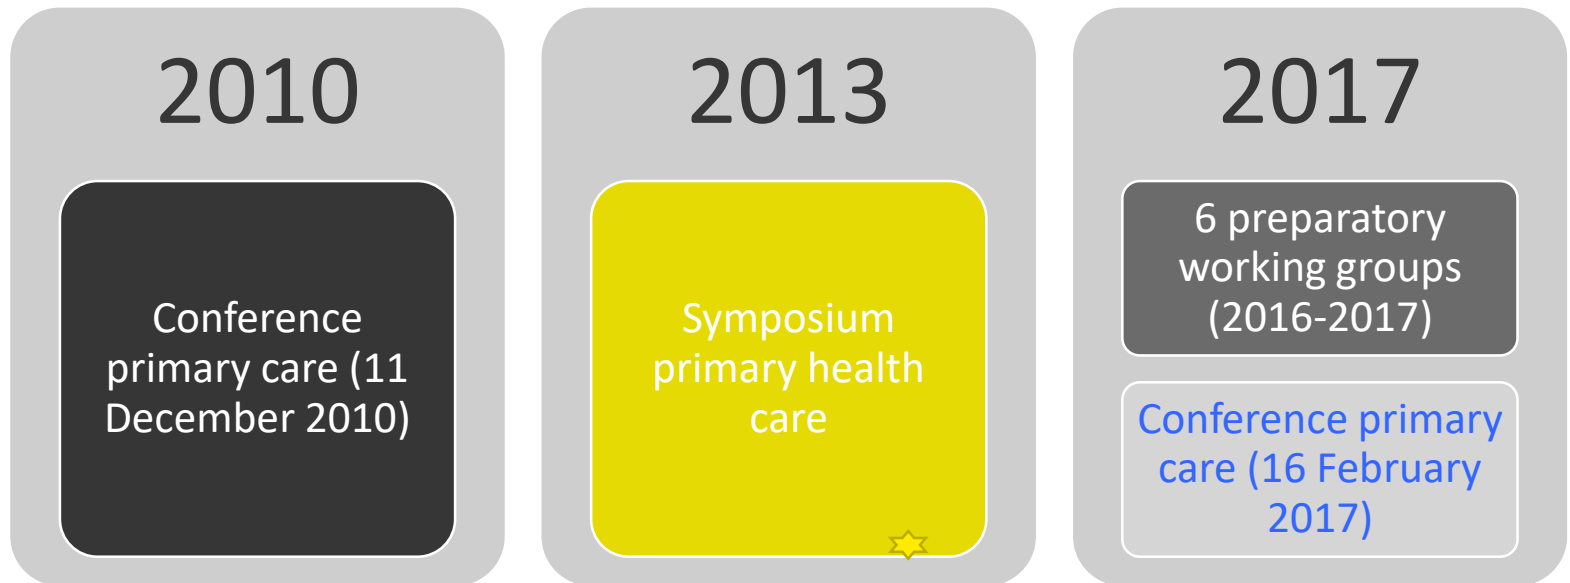 2010
Conference
primary care (11
December 2010)
2013
Symposium
primary health
care
2017
6 preparatory
working groups
(2016-2017)
Conference primary
care (16 February
2017)